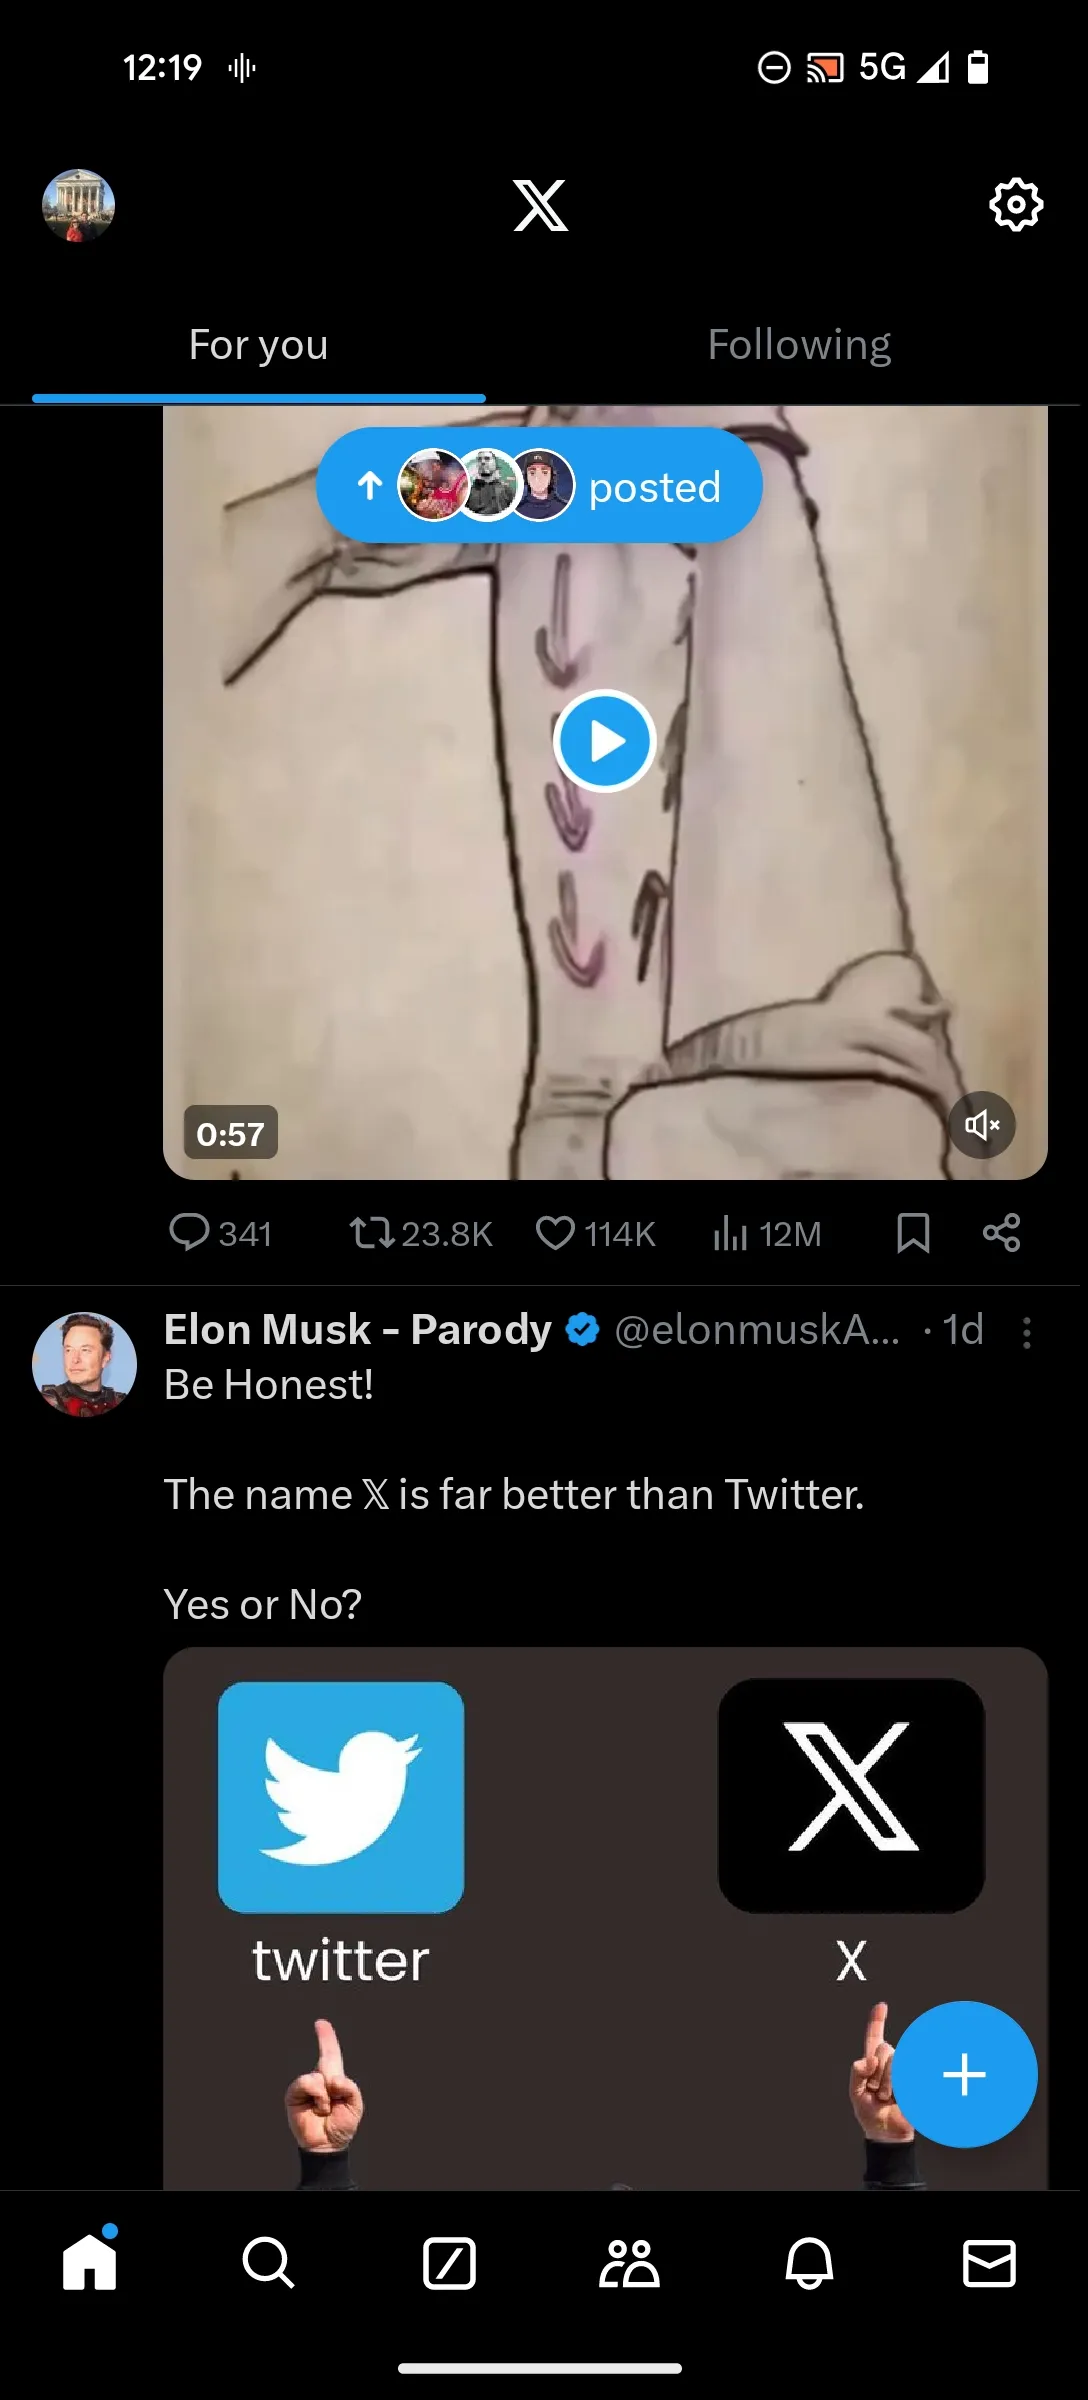 12:19
5G
For you
Following
posted
0:57
341
23.8K
114K
12M
Elon Musk - Parody @elonmuskA... · 1d
Be Honest!
The name 𝕏 is far better than Twitter.
Yes or No?
twitter
X